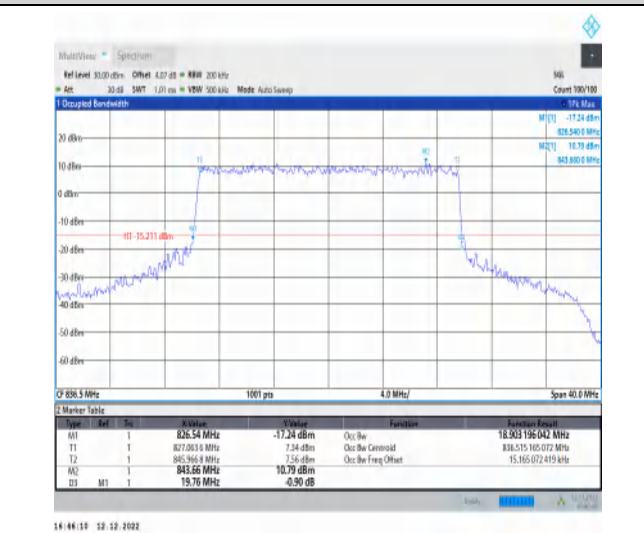 MultiView Spectrum
Ref Level 30.00 dBm Offset 4.07 dB RBW 200 kHz SGL
Att 30 dB SWT 1.01 ms VBW 500 kHz Mode Auto Sweep Count 100/100
1 Occupied Bandwidth 1Pk Max
M1[1] -17.24 dBm
826.540 0 MHz
M2[1] 10.79 dBm
843.660 0 MHz
20 dBm
M2
T1 T2
10 dBm
0 dBm
-10 dBm
M1
H1 -15.211 dBm
-20 dBm
-30 dBm
-40 dBm
-50 dBm
-60 dBm
CF 836.5 MHz 1001 pts 4.0 MHz/ Span 40.0 MHz
2 Marker Table
Type Ref Trc X-Value Y-Value Function Function Result
M1 1 826.54 MHz -17.24 dBm Occ Bw 18.903 196 042 MHz
T1 1 827.063 6 MHz 7.34 dBm Occ Bw Centroid 836.515 165 072 MHz
T2 1 845.966 8 MHz 7.56 dBm Occ Bw Freq Offset 15.165 072 419 kHz
M2 1 843.66 MHz 10.79 dBm
D3 M1 1 19.76 MHz -0.90 dB
16:46:10 12.12.2022